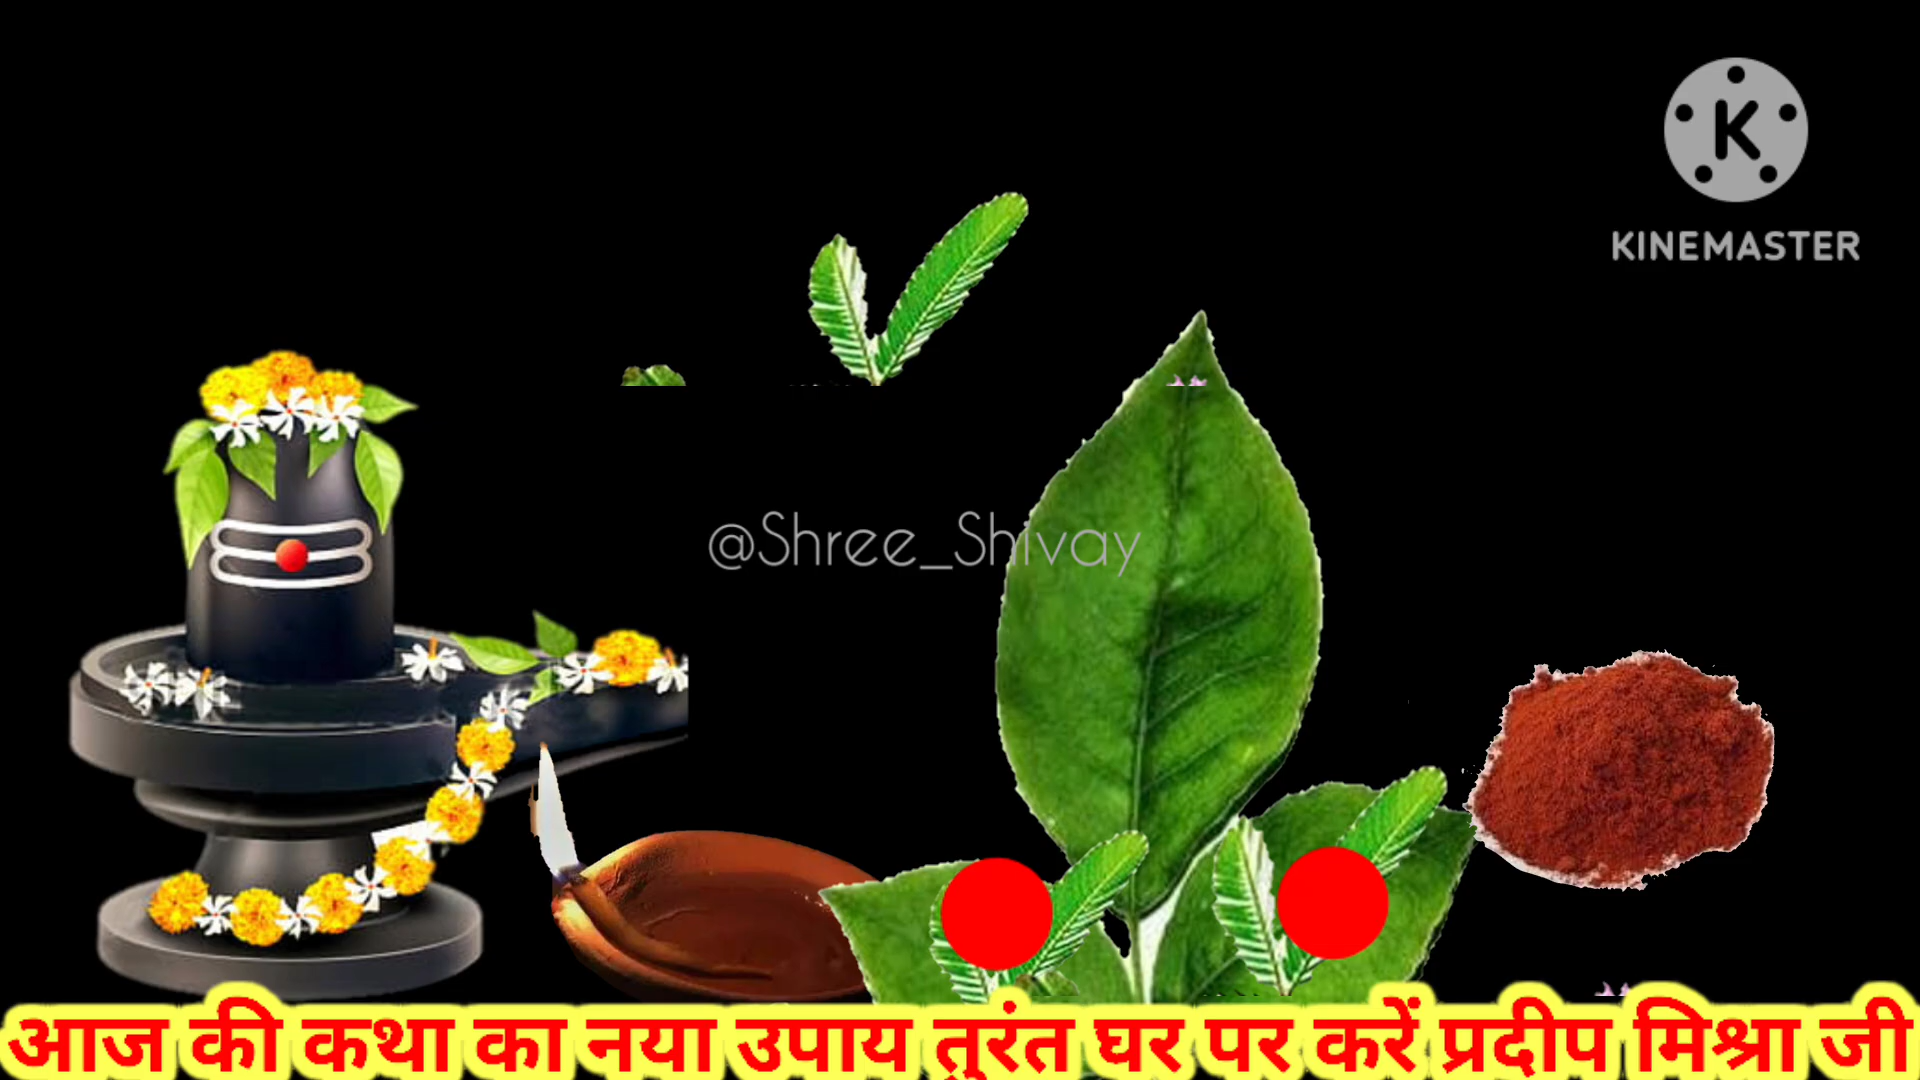 K
KINEMASTER
@Shree_Shivay
आज की कथा का नया उपाय तुरंत घर पर करें प्रदीप मिश्रा जी